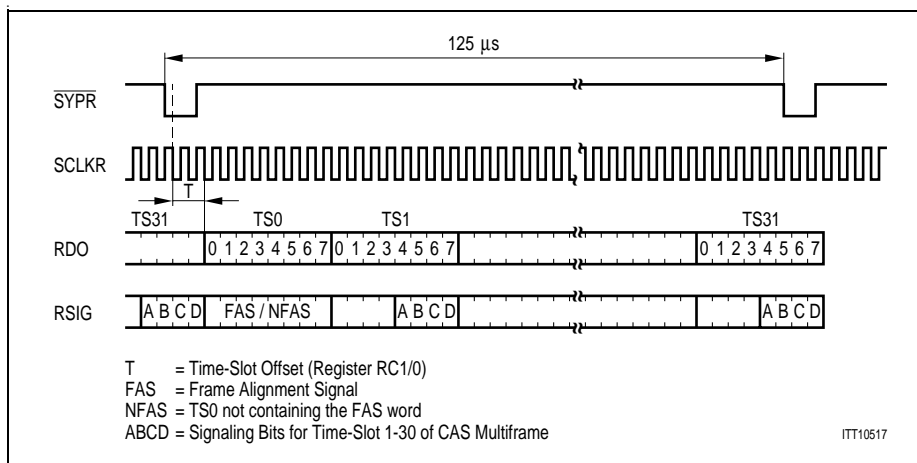 125 µs
SYPR
SCLKR
T
TS31 TS0 TS1 TS31
RDO 0 1 2 3 4 5 6 7 0 1 2 3 4 5 6 7 0 1 2 3 4 5 6 7
RSIG A B C D FAS / NFAS A B C D A B C D
T = Time-Slot Offset (Register RC1/0)
FAS = Frame Alignment Signal
NFAS = TS0 not containing the FAS word
ABCD = Signaling Bits for Time-Slot 1-30 of CAS Multiframe
ITT10517